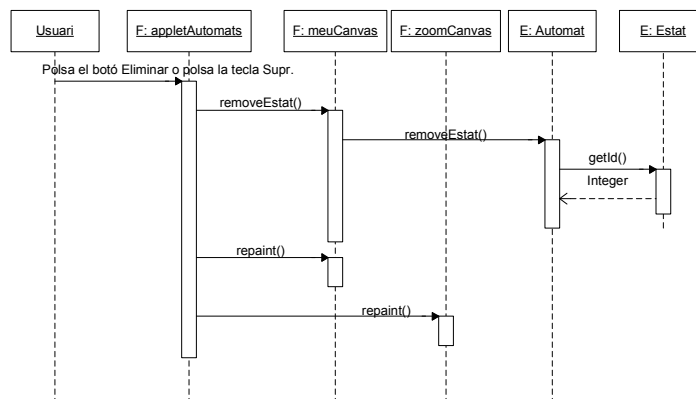 Usuari
F: appletAutomats
F: meuCanvas
F: zoomCanvas
E: Automat
E: Estat
Polsa el botó Eliminar o polsa la tecla Supr.
removeEstat()
removeEstat()
getId()
Integer
repaint()
repaint()